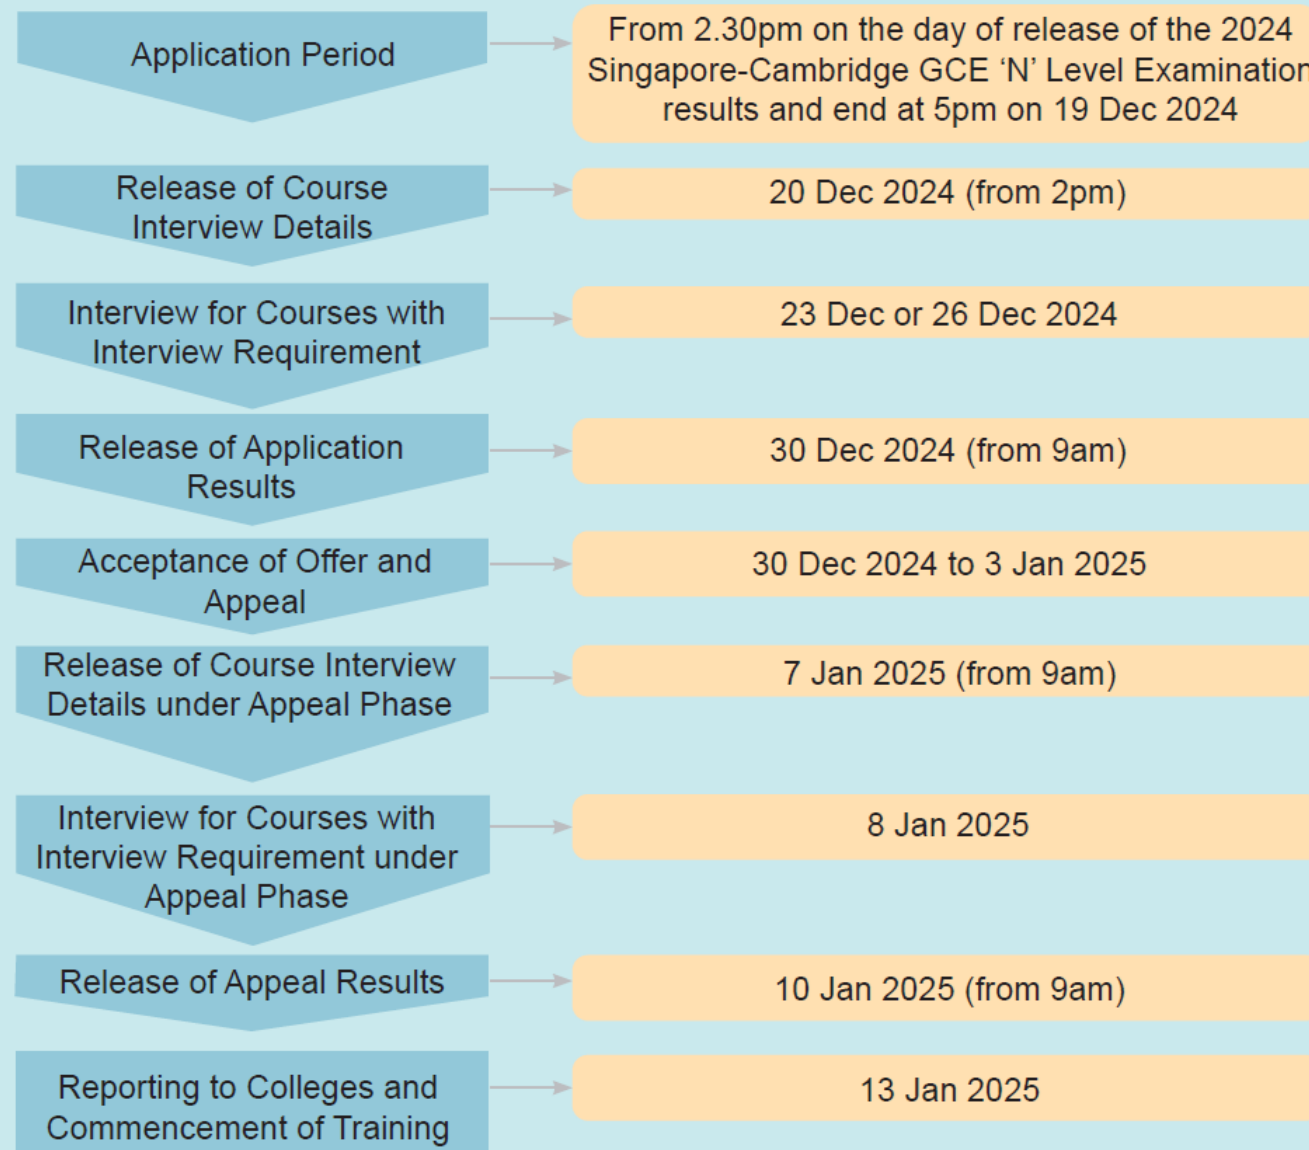 Application Period
From 2.30pm on the day of release of the 2024
Singapore-Cambridge GCE ‘N’ Level Examination
results and end at 5pm on 19 Dec 2024
Release of Course
Interview Details
20 Dec 2024 (from 2pm)
Interview for Courses with
Interview Requirement
23 Dec or 26 Dec 2024
Release of Application
Results
30 Dec 2024 (from 9am)
Acceptance of Offer and
Appeal
30 Dec 2024 to 3 Jan 2025
Release of Course Interview
Details under Appeal Phase
7 Jan 2025 (from 9am)
Interview for Courses with
Interview Requirement under
Appeal Phase
8 Jan 2025
Release of Appeal Results
10 Jan 2025 (from 9am)
Reporting to Colleges and
Commencement of Training
13 Jan 2025